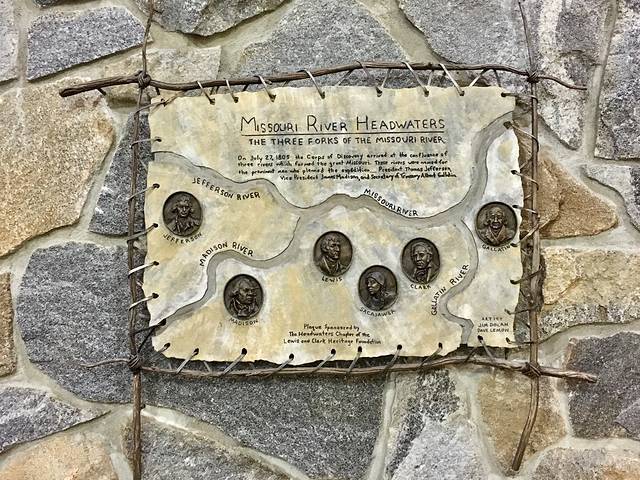 MISSOURI RIVER HEADWATERS
THE THREE FORKS OF THE MISSOURI RIVER
On July 27, 1805 the Corps of Discovery arrived at the confluence of
three rivers which formed the great Missouri. These rivers were named for
the prominent men who planned the expedition... President Thomas Jefferson,
Vice President James Madison, and Secretary of Treasury Albert Gallatin.
JEFFERSON RIVER
MISSOURI RIVER
JEFFERSON
GALLATIN
MADISON RIVER
LEWIS
CLARK
GALLATIN RIVER
SACAJAWEA
MADISON
Plaque Sponsored by
The Headwaters Chapter of the
Lewis and Clark Heritage Foundation
ARTIST
JIM DOLAN
DAVE LEMON